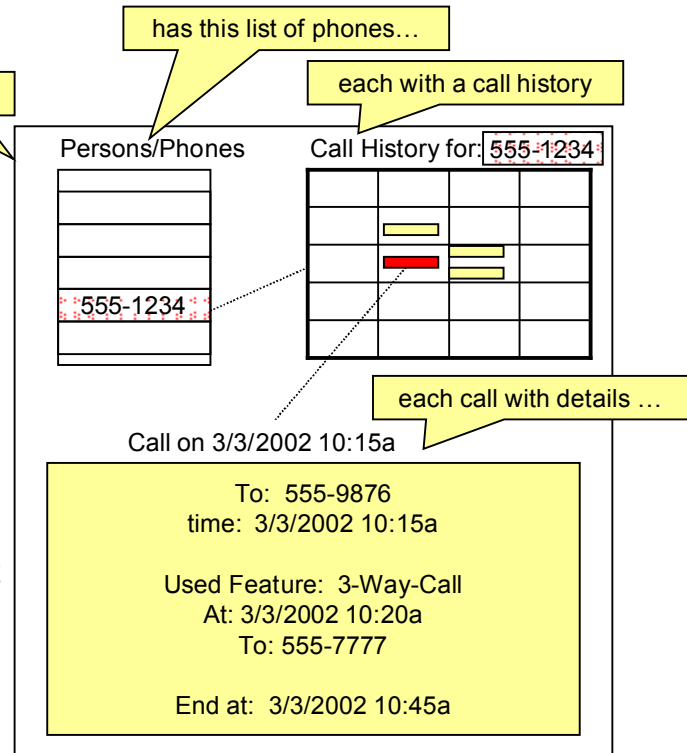 has this list of phones…
each with a call history
Persons/Phones
Call History for: 555-1234
555-1234
each call with details …
Call on 3/3/2002 10:15a
To: 555-9876
time: 3/3/2002 10:15a
Used Feature: 3-Way-Call
At: 3/3/2002 10:20a
To: 555-7777
End at: 3/3/2002 10:45a